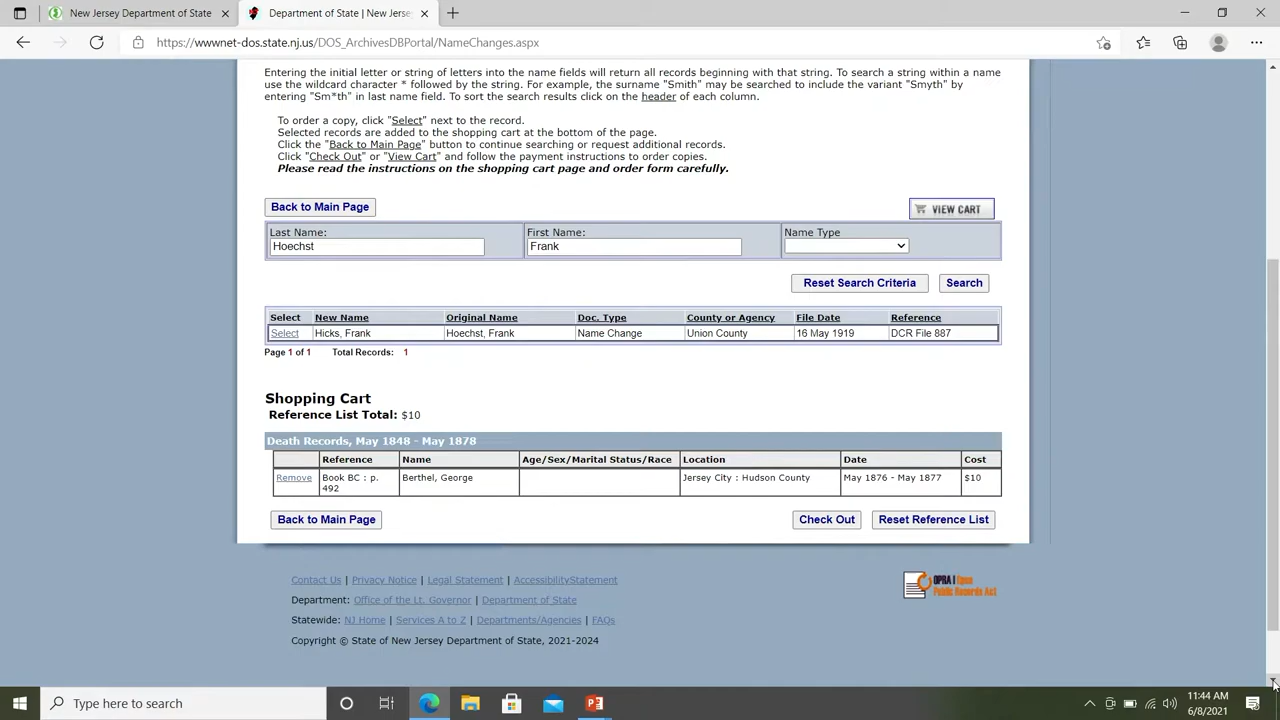 New Jersey Department of State
Department of State | New Jerse
https://wwwnet-dos.state.nj.us/DOS_ArchivesDBPortal/NameChanges.aspx
Entering the initial letter or string of letters into the name fields will return all records beginning with that string. To search a string within a name
use the wildcard character * followed by the string. For example, the surname "Smith" may be searched to include the variant "Smyth" by
entering "Sm*th" in last name field. To sort the search results click on the header of each column.
To order a copy, click "Select" next to the record.
Selected records are added to the shopping cart at the bottom of the page.
Click the "Back to Main Page" button to continue searching or request additional records.
Click "Check Out" or "View Cart" and follow the payment instructions to order copies.
Please read the instructions on the shopping cart page and order form carefully.
Back to Main Page VIEW CART
Last Name: First Name: Name Type
Hoechst Frank
Reset Search Criteria Search
Select New Name Original Name Doc. Type County or Agency File Date Reference
Select Hicks, Frank Hoechst, Frank Name Change Union County 16 May 1919 DCR File 887
Page 1 of 1 Total Records: 1
Shopping Cart
Reference List Total: $10
Death Records, May 1848 - May 1878
Reference Name Age/Sex/Marital Status/Race Location Date Cost
Remove Book BC : p. Berthel, George Jersey City : Hudson County May 1876 - May 1877 $10
492
Back to Main Page Check Out Reset Reference List
Contact Us | Privacy Notice | Legal Statement | AccessibilityStatement
Department: Office of the Lt. Governor | Department of State
Statewide: NJ Home | Services A to Z | Departments/Agencies | FAQs
Copyright © State of New Jersey Department of State, 2021-2024
OPRA | Open
Public Records Act
Type here to search
11:44 AM
6/8/2021